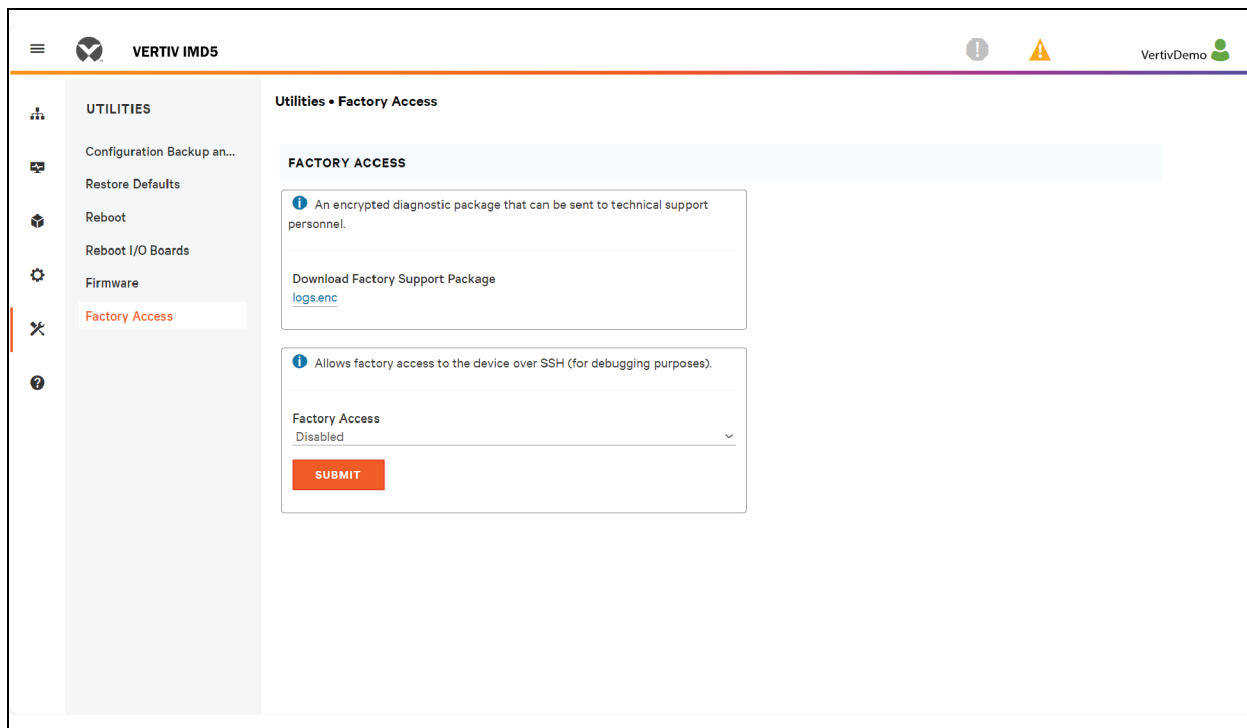 VERTIV IMD5
VertivDemo
UTILITIES
Configuration Backup an...
Restore Defaults
Reboot
Reboot I/O Boards
Firmware
Factory Access
Utilities • Factory Access
FACTORY ACCESS
An encrypted diagnostic package that can be sent to technical support
personnel.
Download Factory Support Package
logs.enc
Allows factory access to the device over SSH (for debugging purposes).
Factory Access
Disabled
SUBMIT